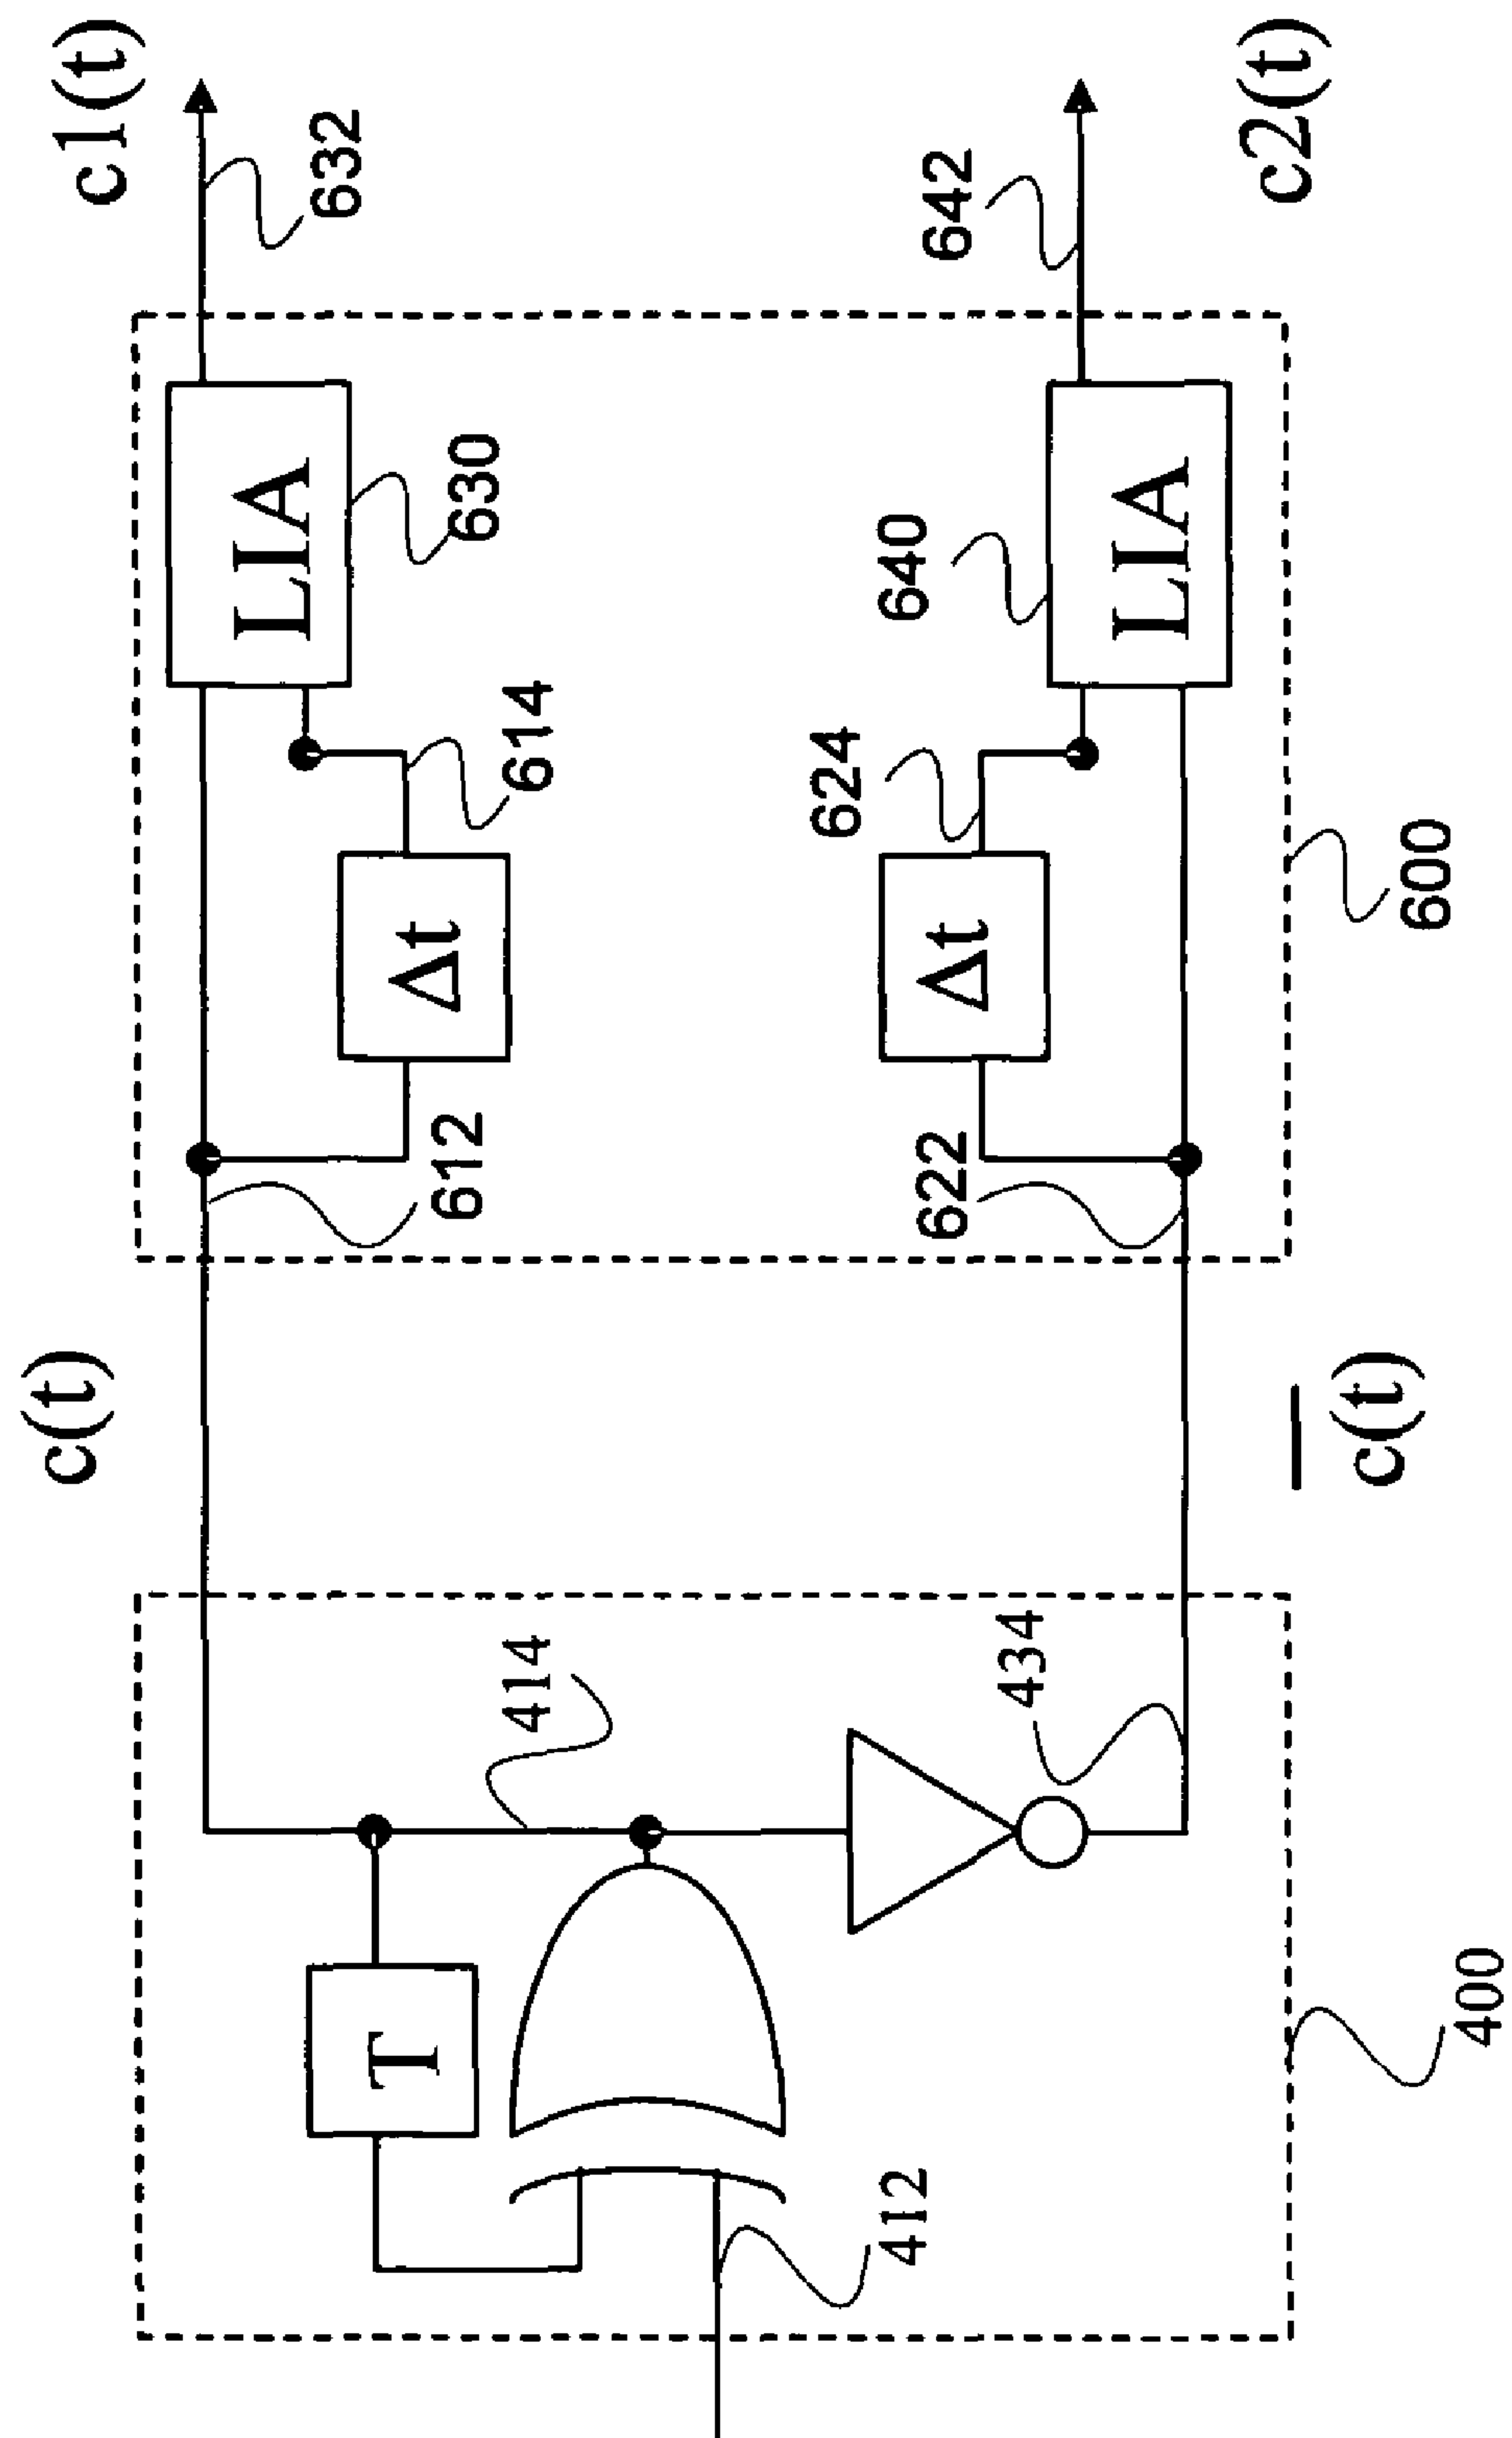 c1(t)
632
642
c2(t)
LIA
630
640
LIA
614
624
Δt
Δt
600
612
622
c(t)
c(t)
414
434
T
400
412